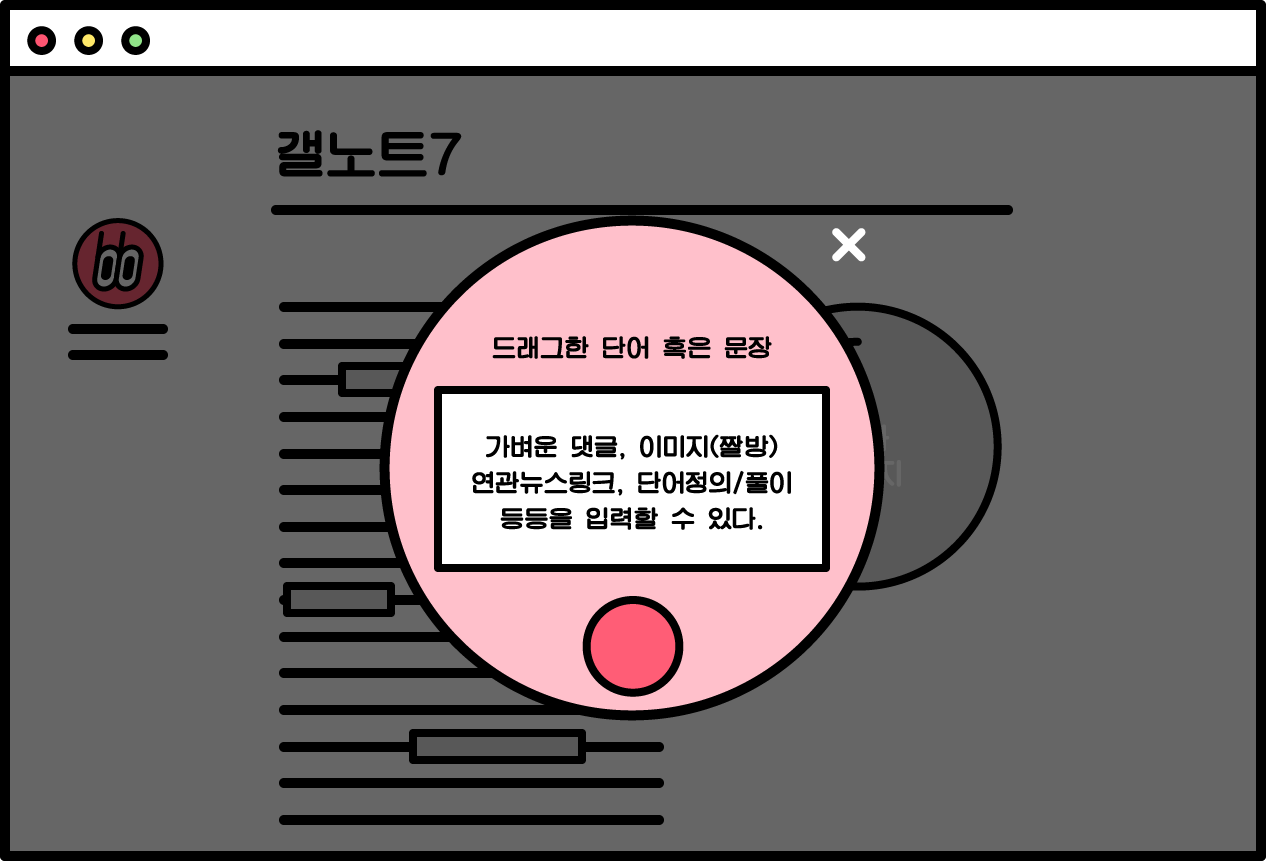 갤노트7
bb
드래그한 단어 혹은 문장
가벼운 댓글, 이미지(짤방)
연관뉴스링크, 단어정의/풀이
등등을 입력할 수 있다.
지